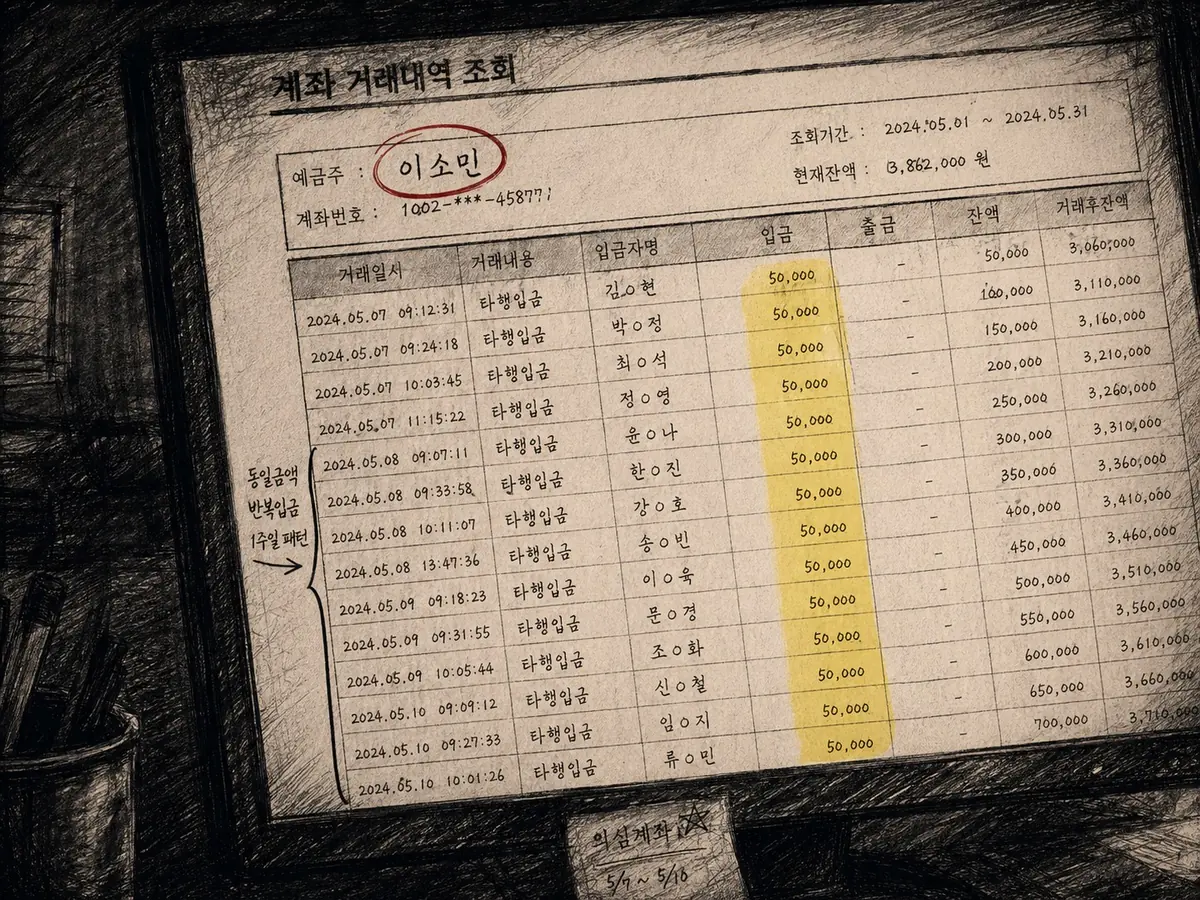 계좌 거래내역 조회
예금주 : 이소민
계좌번호 : 1002-***-458771
조회기간 : 2024.05.01 ~ 2024.05.31
현재잔액 : 3,862,000 원
거래일시 거래내용 입금자명 입금 출금 잔액 거래후잔액
2024.05.07 09:12:31 타행입금 김○현 50,000 - 50,000 3,060,000
2024.05.07 09:24:18 타행입금 박○정 50,000 - 100,000 3,110,000
2024.05.07 10:03:45 타행입금 최○석 50,000 - 150,000 3,160,000
2024.05.07 11:15:22 타행입금 정○영 50,000 - 200,000 3,210,000
2024.05.08 09:07:11 타행입금 윤○나 50,000 - 250,000 3,260,000
2024.05.08 09:33:58 타행입금 한○진 50,000 - 300,000 3,310,000
2024.05.08 10:11:07 타행입금 강○호 50,000 - 350,000 3,360,000
2024.05.08 13:47:36 타행입금 송○빈 50,000 - 400,000 3,410,000
2024.05.09 09:18:23 타행입금 이○욱 50,000 - 450,000 3,460,000
2024.05.09 09:31:55 타행입금 문○경 50,000 - 500,000 3,510,000
2024.05.09 10:05:44 타행입금 조○화 50,000 - 550,000 3,560,000
2024.05.10 09:09:12 타행입금 신○철 50,000 - 600,000 3,610,000
2024.05.10 09:27:33 타행입금 임○지 50,000 - 650,000 3,660,000
2024.05.10 10:01:26 타행입금 류○민 50,000 - 700,000 3,710,000
동일금액
반복입금
1주일 패턴
의심계좌
5/7 ~ 5/10